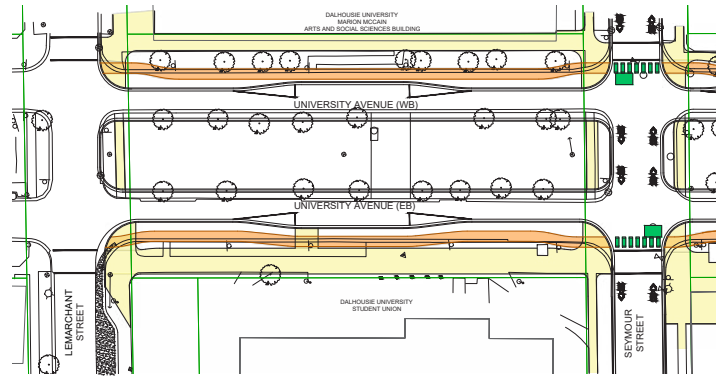 DALHOUSIE UNIVERSITY
MARION MCCAIN
ARTS AND SOCIAL SCIENCES BUILDING
UNIVERSITY AVENUE (WB)
UNIVERSITY AVENUE (EB)
DALHOUSIE UNIVERSITY
STUDENT UNION
LEMARCHANT
STREET
SEYMOUR
STREET